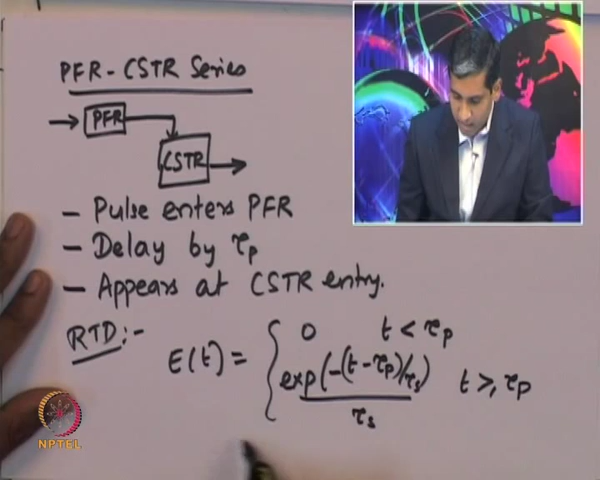 PFR-CSTR Series
PFR
CSTR
- Pulse enters PFR
- Delay by τp
- Appears at CSTR entry.
RTD:-
E(t) = { 0 t < τp
exp(-(t-τp)/τs) / τs t ≥ τp
NPTEL